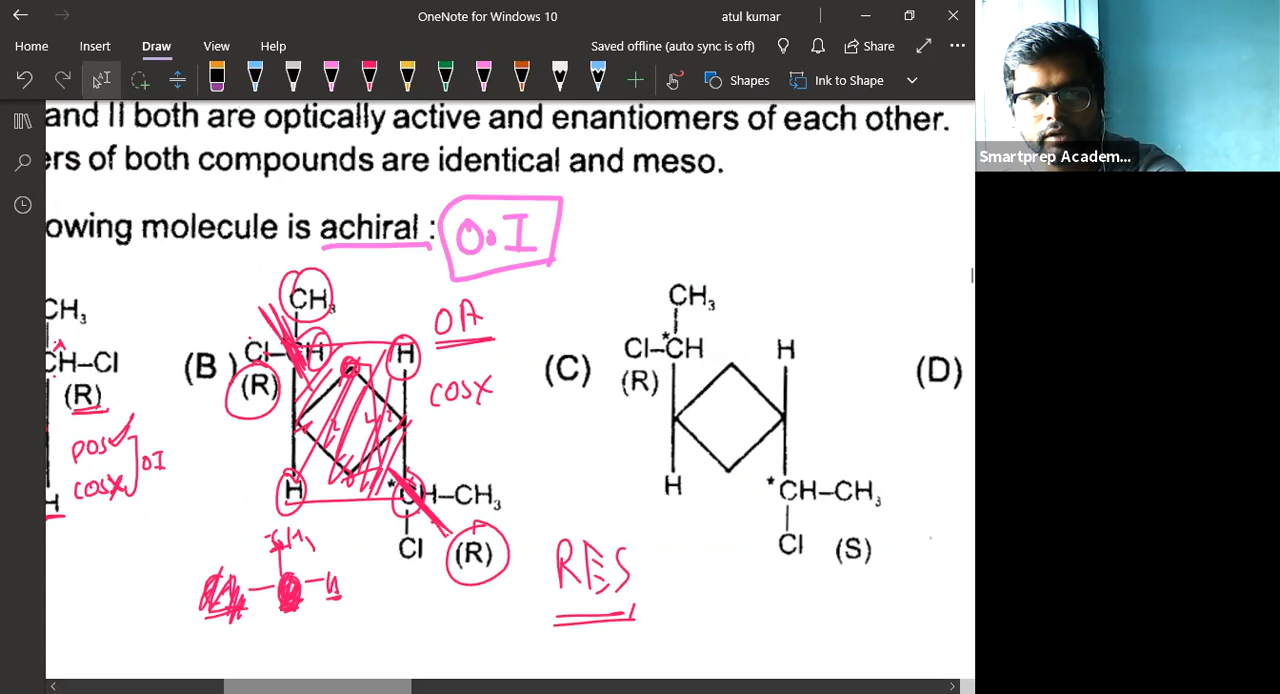 OneNote for Windows 10
atul kumar
Home Insert Draw View Help
Saved offline (auto sync is off)
Share
Shapes
Ink to Shape
and II both are optically active and enantiomers of each other.
ers of both compounds are identical and meso.
owing molecule is achiral :
O.I
CH₃
CH-Cl
(R)
POS
COSX
OI
H
(B)
CH₃
Cl-CH
(R)
H
H
*CH-CH₃
Cl
(R)
OA
COSX
CH₃
H
RES
(C)
CH₃
Cl-*CH
(R)
H
H
*CH-CH₃
Cl (S)
(D)
Smartprep Academ...